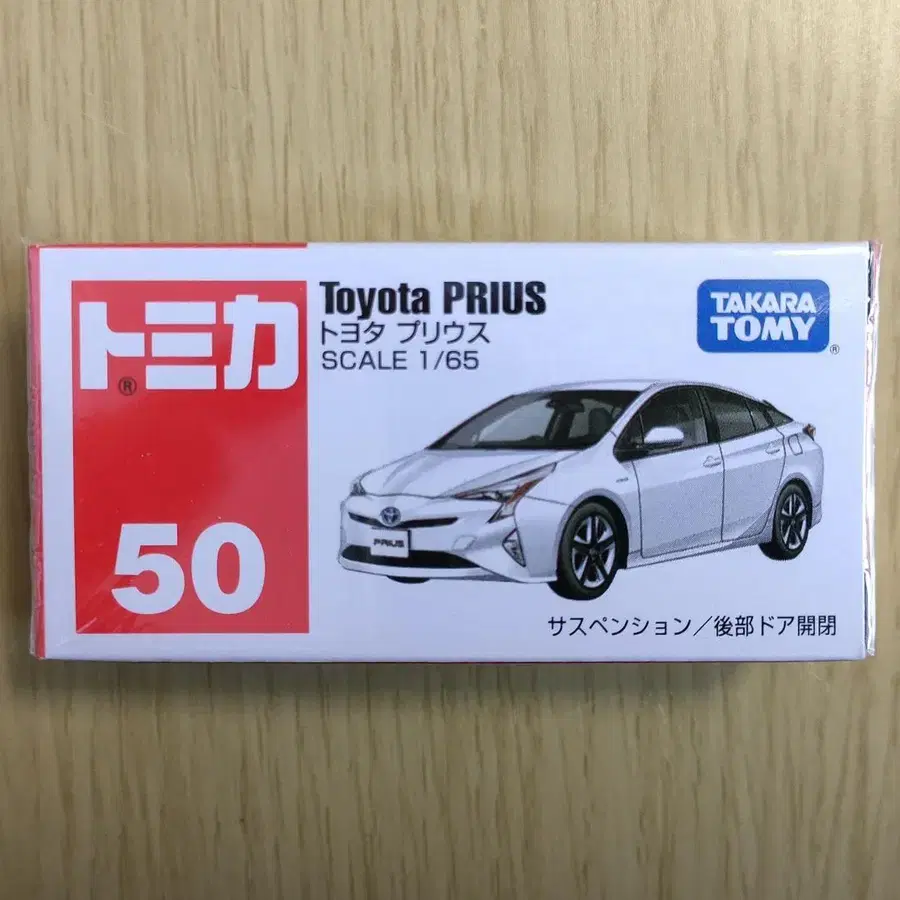 トミカ
®
50
Toyota PRIUS
トヨタ プリウス
SCALE 1/65
TAKARA
TOMY
®
PRIUS
サスペンション/後部ドア開閉